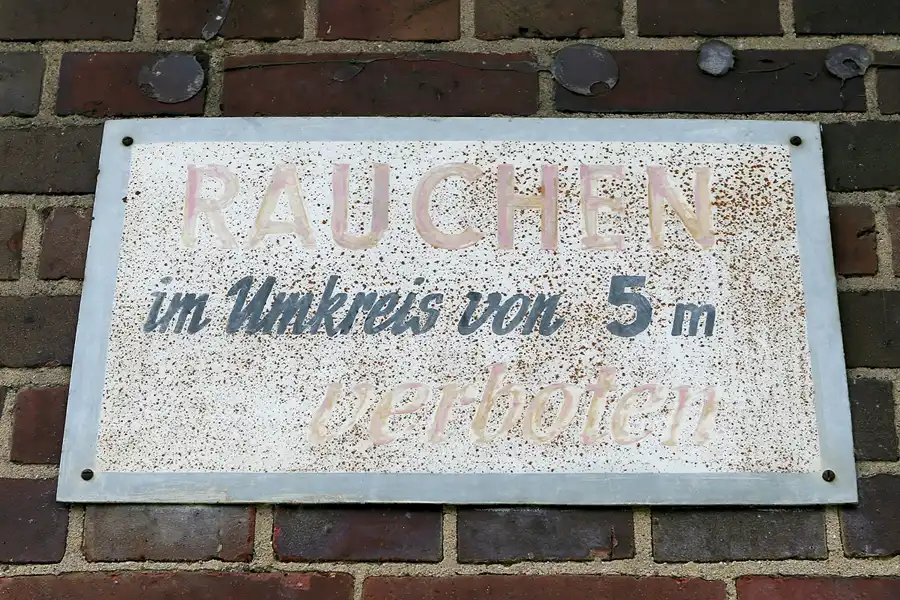 RAUCHEN
im Umkreis von 5 m
verboten